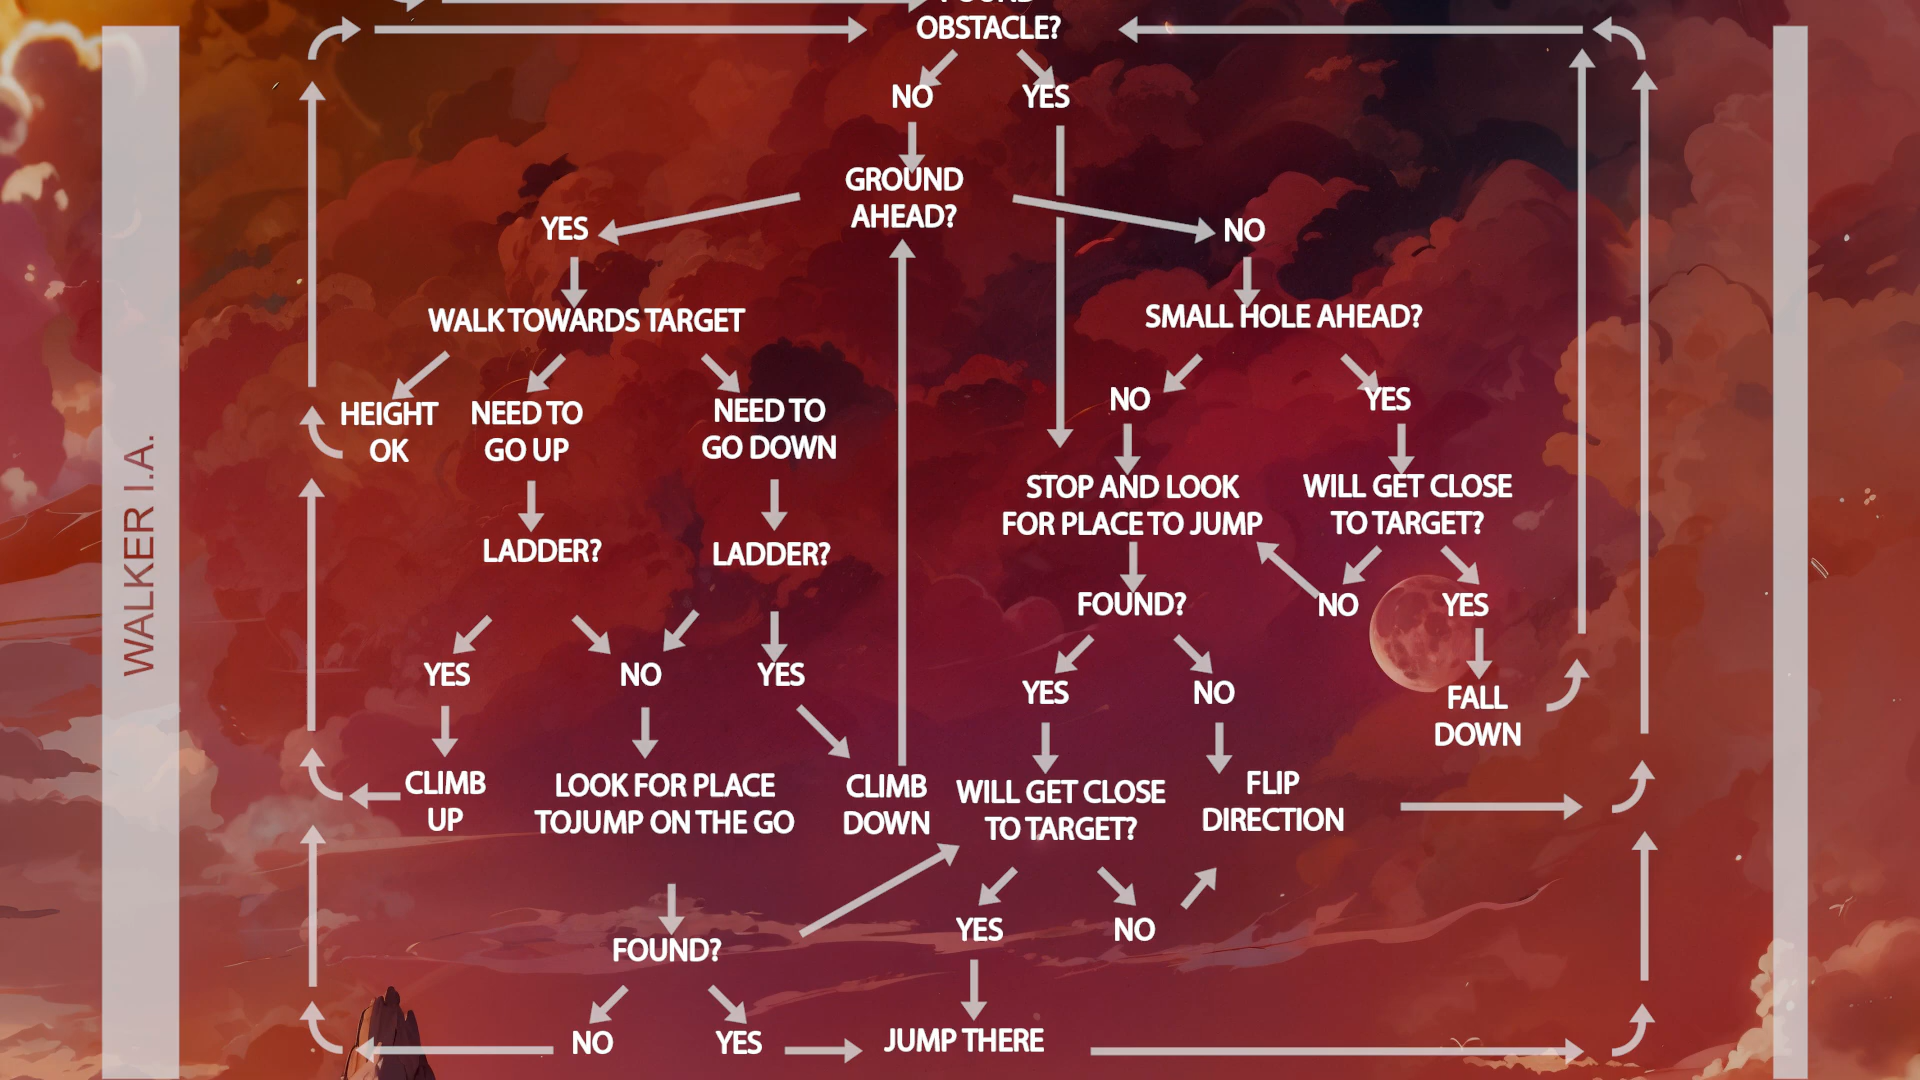 OBSTACLE?
NO
YES
GROUND
AHEAD?
YES
NO
WALK TOWARDS TARGET
SMALL HOLE AHEAD?
HEIGHT
OK
NEED TO
GO UP
NEED TO
GO DOWN
NO
YES
WALKER I.A.
STOP AND LOOK
FOR PLACE TO JUMP
WILL GET CLOSE
TO TARGET?
LADDER?
LADDER?
FOUND?
NO
YES
YES
NO
YES
YES
NO
FALL
DOWN
CLIMB
UP
LOOK FOR PLACE
TOJUMP ON THE GO
CLIMB
DOWN
WILL GET CLOSE
TO TARGET?
FLIP
DIRECTION
FOUND?
YES
NO
NO
YES
JUMP THERE